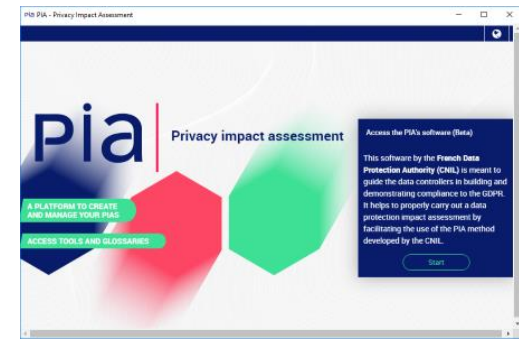 PIA PIA - Privacy Impact Assessment
pia
Privacy impact assessment
A PLATFORM TO CREATE
AND MANAGE YOUR PIAS
ACCESS TOOLS AND GLOSSARIES
Access the PIA's software (Beta)
This software by the French Data
Protection Authority (CNIL) is meant to
guide the data controllers in building and
demonstrating compliance to the GDPR.
It helps to properly carry out a data
protection impact assessment by
facilitating the use of the PIA method
developed by the CNIL.
Start